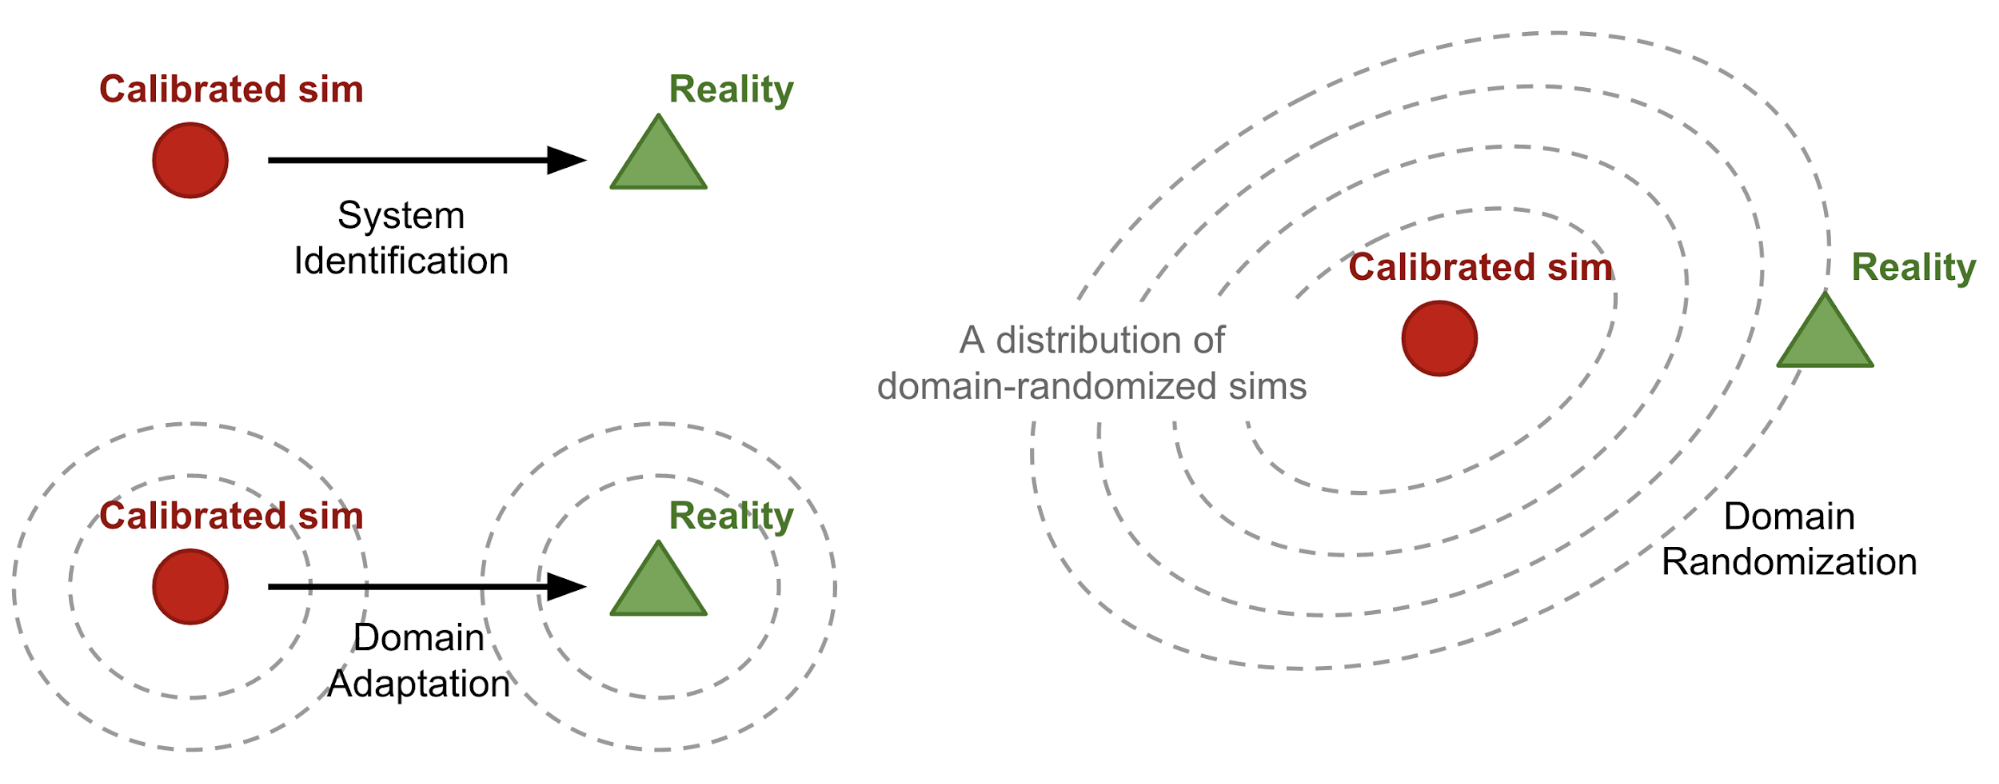 Calibrated sim
Reality
System
Identification
Calibrated sim
Reality
Domain
Adaptation
Calibrated sim
Reality
A distribution of
domain-randomized sims
Domain
Randomization